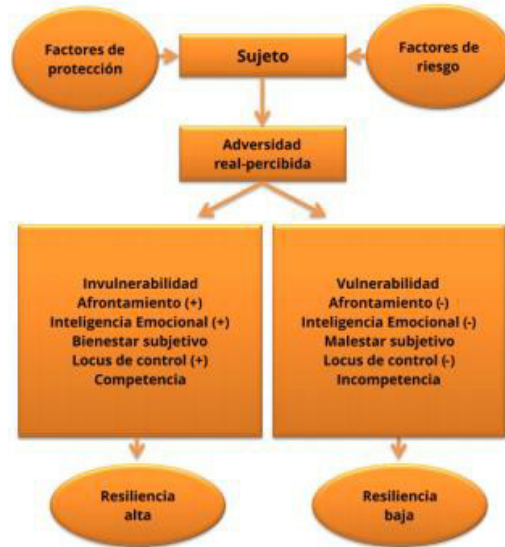 Factores de
protección
Sujeto
Factores de
riesgo
Adversidad
real-percibida
Invulnerabilidad
Afrontamiento (+)
Inteligencia Emocional (+)
Bienestar subjetivo
Locus de control (+)
Competencia
Vulnerabilidad
Afrontamiento (-)
Inteligencia Emocional (-)
Malestar subjetivo
Locus de control (-)
Incompetencia
Resiliencia
alta
Resiliencia
baja